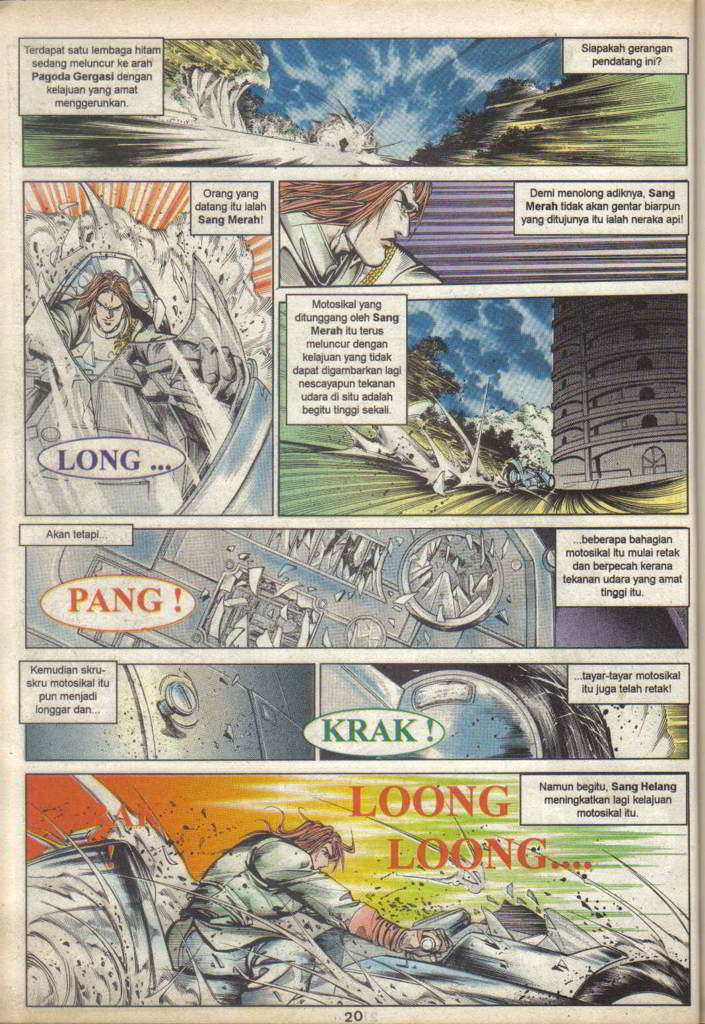 Terdapat satu lembaga hitam
sedang meluncur ke arah
Pagoda Gergasi dengan
kelajuan yang amat
menggerunkan.
Siapakah gerangan
pendatang ini?
Orang yang
datang itu ialah
Sang Merah!
LONG ...
Demi menolong adiknya, Sang
Merah tidak akan gentar biarpun
yang ditujunya itu ialah neraka api!
Motosikal yang
ditunggang oleh Sang
Merah itu terus
meluncur dengan
kelajuan yang tidak
dapat digambarkan lagi
nescayapun tekanan
udara di situ adalah
begitu tinggi sekali.
Akan tetapi...
PANG !
...beberapa bahagian
motosikal itu mulai retak
dan berpecah kerana
tekanan udara yang amat
tinggi itu.
Kemudian skru-
skru motosikal itu
pun menjadi
longgar dan...
KRAK !
...tayar-tayar motosikal
itu juga telah retak!
Namun begitu, Sang Helang
meningkatkan lagi kelajuan
motosikal itu.
LOONG
LOONG....
20